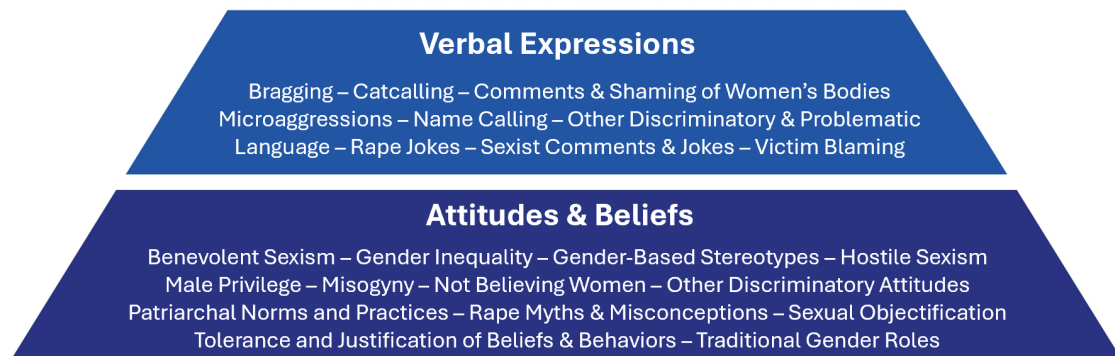 Verbal Expressions
Bragging – Catcalling – Comments & Shaming of Women’s Bodies
Microaggressions – Name Calling – Other Discriminatory & Problematic
Language – Rape Jokes – Sexist Comments & Jokes – Victim Blaming
Attitudes & Beliefs
Benevolent Sexism – Gender Inequality – Gender-Based Stereotypes – Hostile Sexism
Male Privilege – Misogyny – Not Believing Women – Other Discriminatory Attitudes
Patriarchal Norms and Practices – Rape Myths & Misconceptions – Sexual Objectification
Tolerance and Justification of Beliefs & Behaviors – Traditional Gender Roles